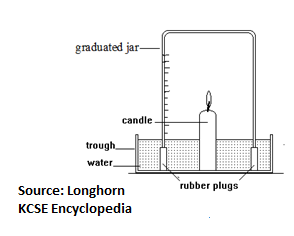 graduated jar
candle
trough
water
rubber plugs
Source: Longhorn
KCSE Encyclopedia